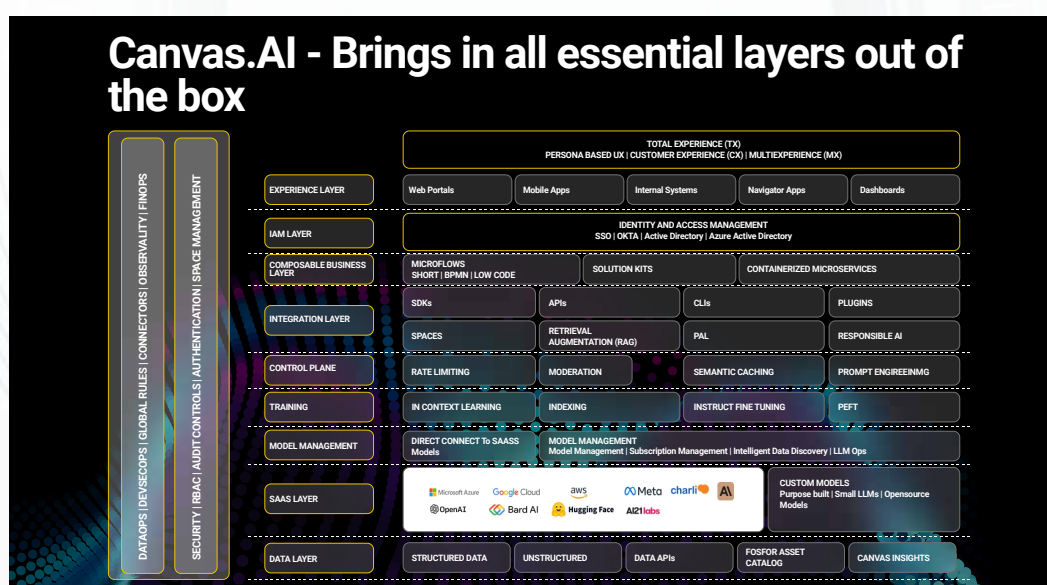 Canvas.AI - Brings in all essential layers out of
the box
DATAOPS |DEVSECOPS |GLOBAL RULES | CONNECTORS | OBSERVALITY | FINOPS
SECURITY | RBAC | AUDIT CONTROLS | AUTHENTICATION | SPACE MANAGEMENT
TOTAL EXPERIENCE (TX)
PERSONA BASED UX | CUSTOMER EXPERIENCE (CX) | MULTIEXPERIENCE (MX)
EXPERIENCE LAYER
Web Portals
Mobile Apps
Internal Systems
Navigator Apps
Dashboards
IAM LAYER
IDENTITY AND ACCESS MANAGEMENT
SSO | OKTA | Active Directory | Azure Active Directory
COMPOSABLE BUSINESS
LAYER
MICROFLOWS
SHORT | BPMN | LOW CODE
SOLUTION KITS
CONTAINERIZED MICROSERVICES
INTEGRATION LAYER
SDKs
APIs
CLIs
PLUGINS
SPACES
RETRIEVAL
AUGMENTATION (RAG)
PAL
RESPONSIBLE AI
CONTROL PLANE
RATE LIMITING
MODERATION
SEMANTIC CACHING
PROMPT ENGIREEINMG
TRAINING
IN CONTEXT LEARNING
INDEXING
INSTRUCT FINE TUNING
PEFT
MODEL MANAGEMENT
DIRECT CONNECT To SAASS
Models
MODEL MANAGEMENT
Model Management | Subscription Management | Intelligent Data Discovery | LLM Ops
SAAS LAYER
Microsoft Azure
Google Cloud
aws
Meta
charli
AI
OpenAI
Bard AI
Hugging Face
AI21labs
CUSTOM MODELS
Purpose built | Small LLMs | Opensource
Models
DATA LAYER
STRUCTURED DATA
UNSTRUCTURED
DATA APIs
FOSFOR ASSET
CATALOG
CANVAS INSIGHTS